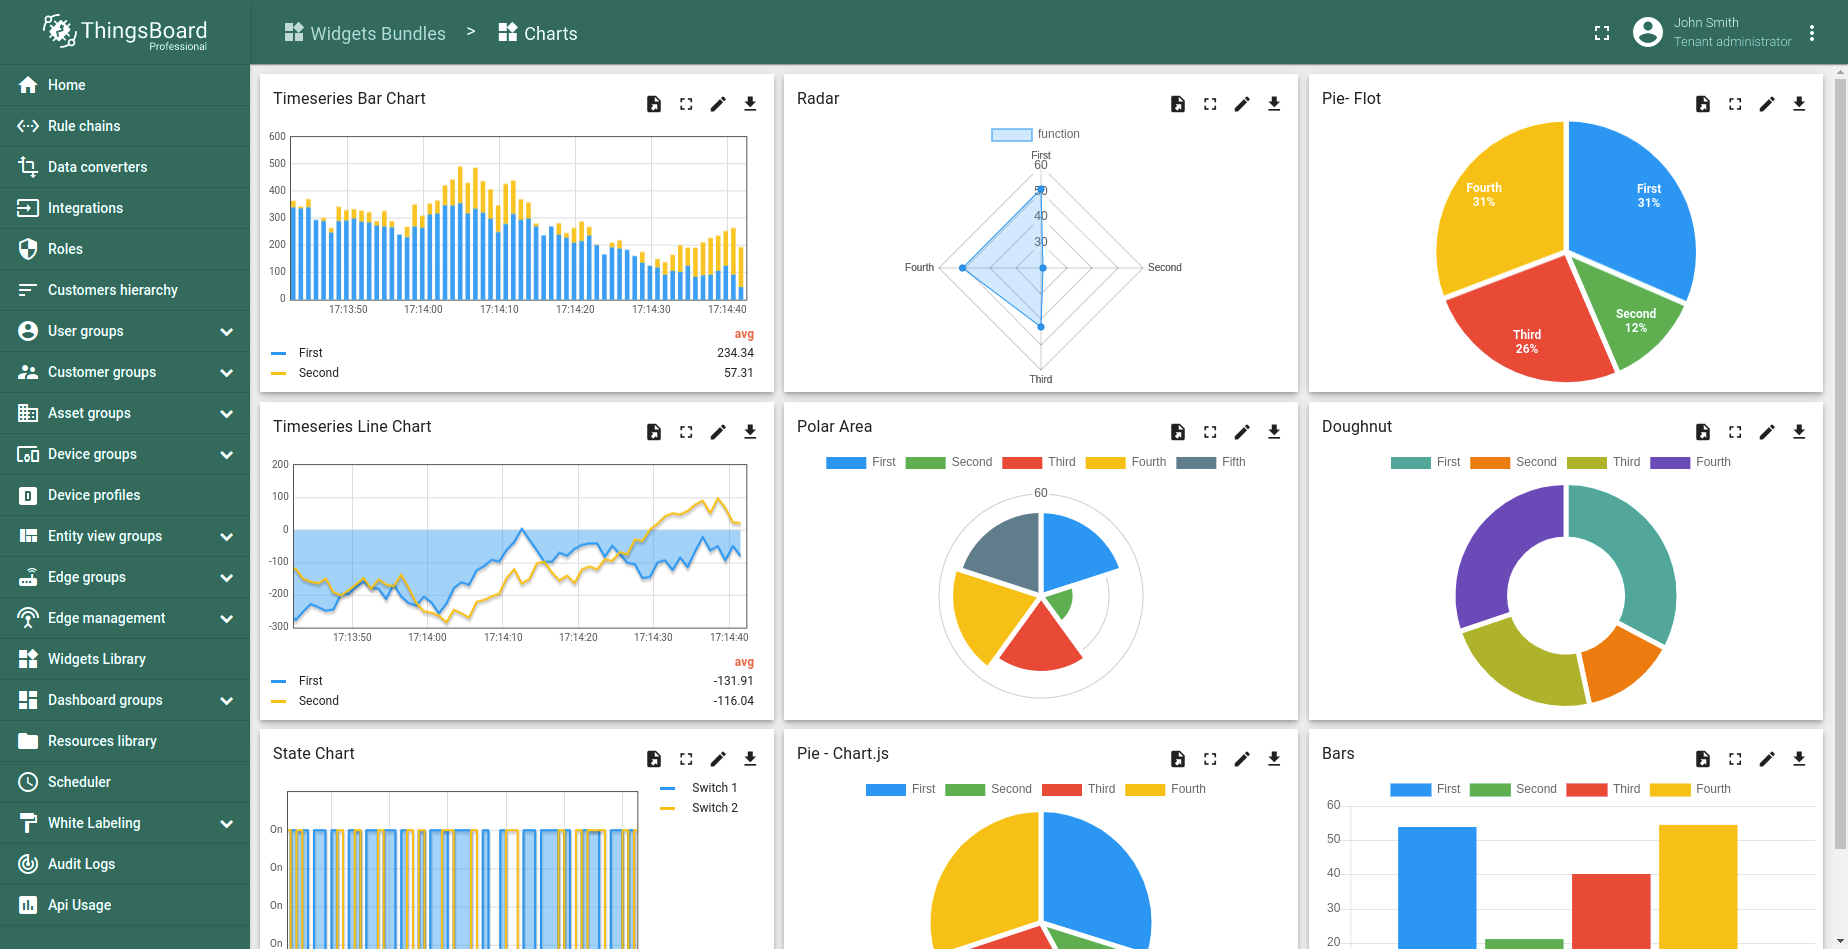 ThingsBoard
Professional
Widgets Bundles > Charts
John Smith
Tenant administrator
Home
Rule chains
Data converters
Integrations
Roles
Customers hierarchy
User groups
Customer groups
Asset groups
Device groups
Device profiles
Entity view groups
Edge groups
Edge management
Widgets Library
Dashboard groups
Resources library
Scheduler
White Labeling
Audit Logs
Api Usage
Timeseries Bar Chart
600
500
400
300
200
100
0
17:13:50 17:14:00 17:14:10 17:14:20 17:14:30 17:14:40
avg
First 234.34
Second 57.31
Radar
function
First
60
50
40
30
Fourth
Second
Third
Pie- Flot
Fourth
31%
First
31%
Second
12%
Third
26%
Timeseries Line Chart
200
100
0
-100
-200
-300
17:13:50 17:14:00 17:14:10 17:14:20 17:14:30 17:14:40
avg
First -131.91
Second -116.04
Polar Area
First Second Third Fourth Fifth
60
Doughnut
First Second Third Fourth
State Chart
Switch 1
Switch 2
On
On
On
On
Pie - Chart.js
First Second Third Fourth
Bars
First Second Third Fourth
60
50
40
30
20